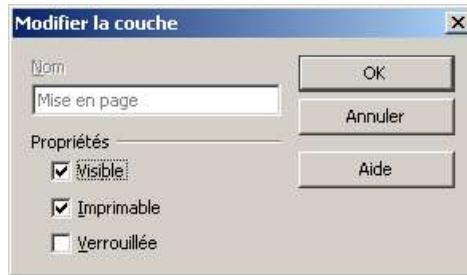 Modifier la couche
Nom
Mise en page
Propriétés
Visible
Imprimable
Verrouillée
OK
Annuler
Aide